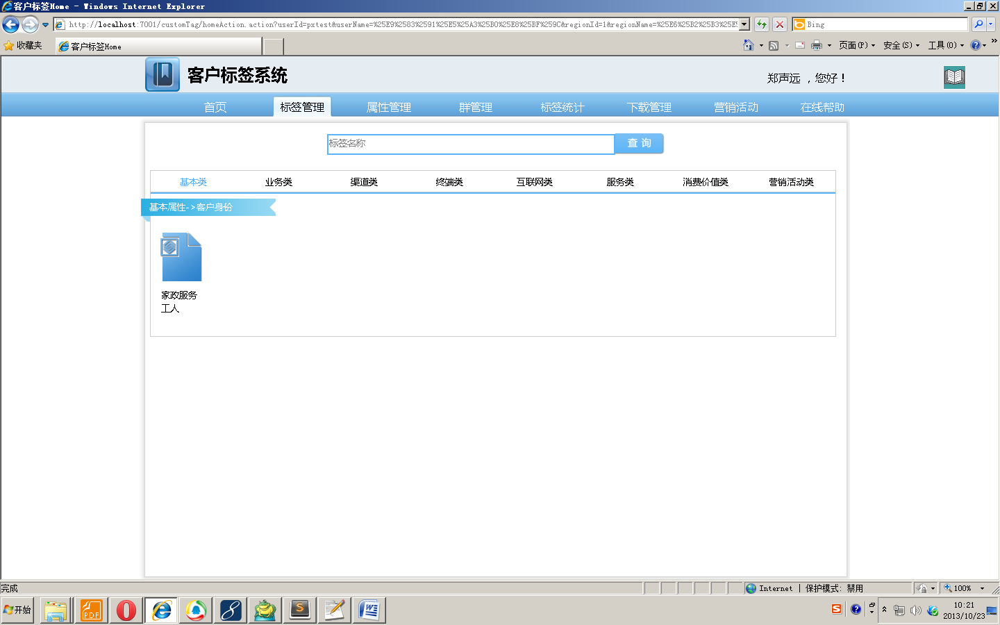 客户标签Home - Windows Internet Explorer
http://localhost:7001/customTag/homeAction.action?userId=pxtest&userName=%25E9%2583%2591%25E5%25A3%25B0%25E8%25BF%259C&regionId=1&regionName=%25E6%25B2%25B3%25E5
Bing
收藏夹
客户标签Home
页面(P)
安全(S)
工具(O)
客户标签系统
郑声远 ，您好！
首页 标签管理 属性管理 群管理 标签统计 下载管理 营销活动 在线帮助
标签名称
查 询
基本类 业务类 渠道类 终端类 互联网类 服务类 消费价值类 营销活动类
基本属性->客户身份
家政服务
工人
完成
Internet | 保护模式: 禁用
100%
开始
PDF
10:21
2013/10/23